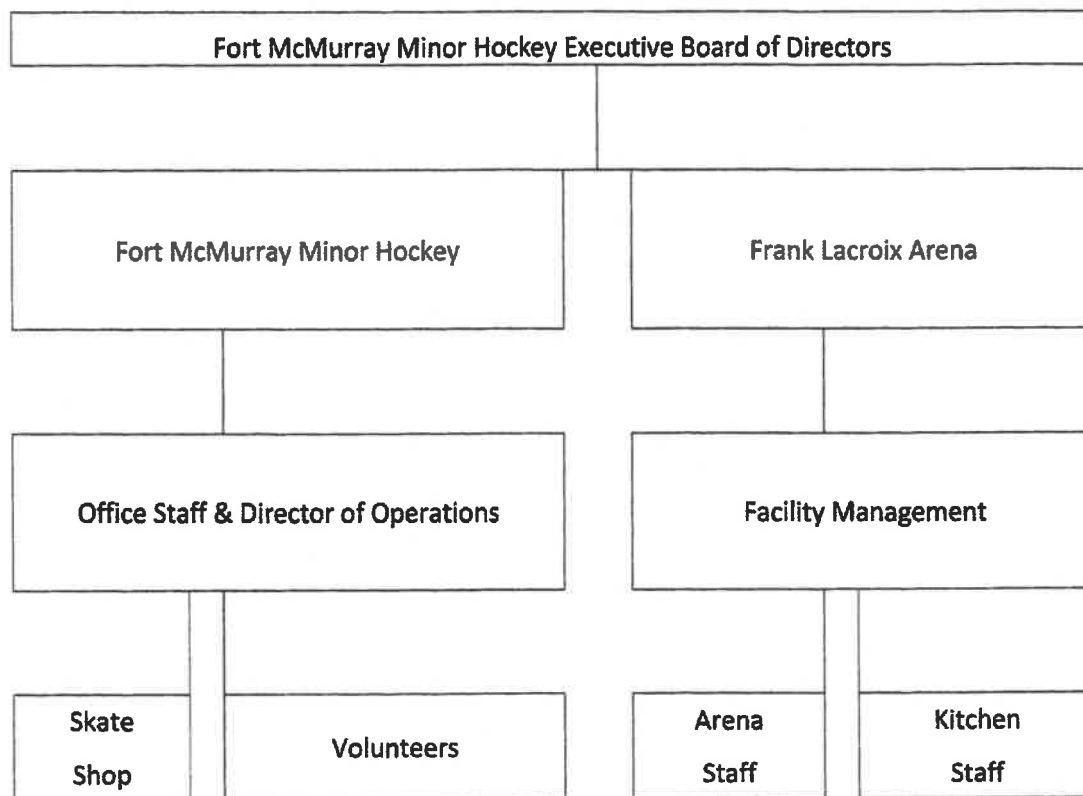 Fort McMurray Minor Hockey Executive Board of Directors
Fort McMurray Minor Hockey
Frank Lacroix Arena
Office Staff & Director of Operations
Facility Management
Skate
Shop
Volunteers
Arena
Staff
Kitchen
Staff